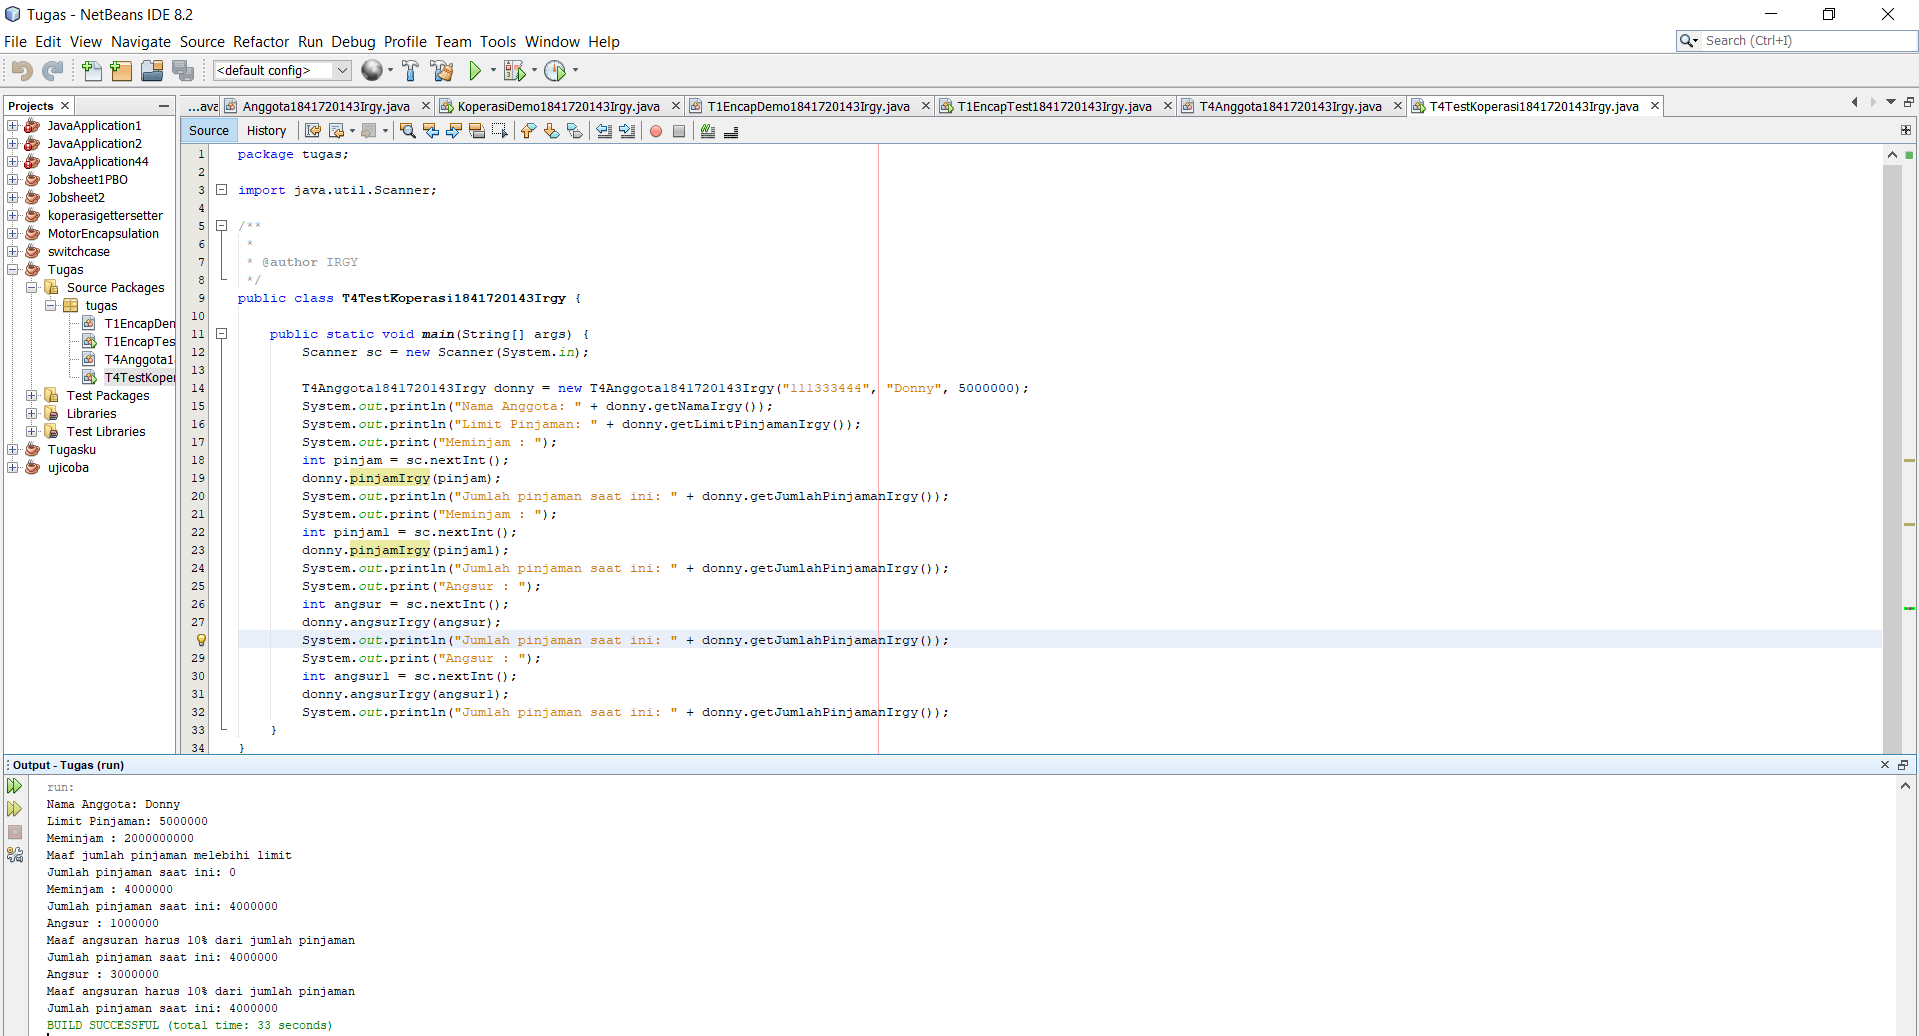 Tugas - NetBeans IDE 8.2
File Edit View Navigate Source Refactor Run Debug Profile Team Tools Window Help
Search (Ctrl+I)
<default config>
Projects
...ava Anggota1841720143Irgy.java KoperasiDemo1841720143Irgy.java T1EncapDemo1841720143Irgy.java T1EncapTest1841720143Irgy.java T4Anggota1841720143Irgy.java T4TestKoperasi1841720143Irgy.java
JavaApplication1
JavaApplication2
JavaApplication44
Jobsheet1PBO
Jobsheet2
koperasigettersetter
MotorEncapsulation
switchcase
Tugas
Source Packages
tugas
T1EncapDen
T1EncapTes
T4Anggota1
T4TestKoper
Test Packages
Libraries
Test Libraries
Tugasku
ujicoba
Source History
1 package tugas;
2
3 import java.util.Scanner;
4
5 /**
6 *
7 * @author IRGY
8 */
9 public class T4TestKoperasi1841720143Irgy {
10
11 public static void main(String[] args) {
12 Scanner sc = new Scanner(System.in);
13
14 T4Anggota1841720143Irgy donny = new T4Anggota1841720143Irgy("111333444", "Donny", 5000000);
15 System.out.println("Nama Anggota: " + donny.getNamaIrgy());
16 System.out.println("Limit Pinjaman: " + donny.getLimitPinjamanIrgy());
17 System.out.print("Meminjam : ");
18 int pinjam = sc.nextInt();
19 donny.pinjamIrgy(pinjam);
20 System.out.println("Jumlah pinjaman saat ini: " + donny.getJumlahPinjamanIrgy());
21 System.out.print("Meminjam : ");
22 int pinjam1 = sc.nextInt();
23 donny.pinjamIrgy(pinjam1);
24 System.out.println("Jumlah pinjaman saat ini: " + donny.getJumlahPinjamanIrgy());
25 System.out.print("Angsur : ");
26 int angsur = sc.nextInt();
27 donny.angsurIrgy(angsur);
System.out.println("Jumlah pinjaman saat ini: " + donny.getJumlahPinjamanIrgy());
29 System.out.print("Angsur : ");
30 int angsur1 = sc.nextInt();
31 donny.angsurIrgy(angsur1);
32 System.out.println("Jumlah pinjaman saat ini: " + donny.getJumlahPinjamanIrgy());
33 }
34 }
Output - Tugas (run)
run:
Nama Anggota: Donny
Limit Pinjaman: 5000000
Meminjam : 2000000000
Maaf jumlah pinjaman melebihi limit
Jumlah pinjaman saat ini: 0
Meminjam : 4000000
Jumlah pinjaman saat ini: 4000000
Angsur : 1000000
Maaf angsuran harus 10% dari jumlah pinjaman
Jumlah pinjaman saat ini: 4000000
Angsur : 3000000
Maaf angsuran harus 10% dari jumlah pinjaman
Jumlah pinjaman saat ini: 4000000
BUILD SUCCESSFUL (total time: 33 seconds)